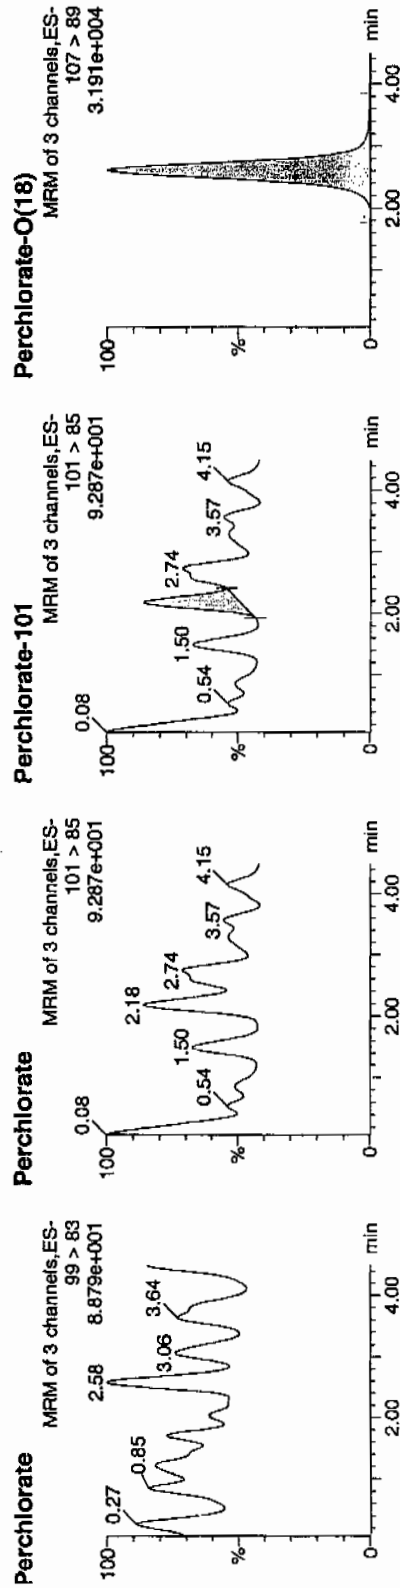 Perchlorate
MRM of 3 channels,ES-
99 > 83
8.879e+001
2.58
0.27
0.85
3.06
3.64
100
%
0
2.00
4.00
min
Perchlorate
MRM of 3 channels,ES-
101 > 85
9.287e+001
0.08
0.54
1.50
2.18
2.74
3.57
4.15
100
%
0
2.00
4.00
min
Perchlorate-101
MRM of 3 channels,ES-
101 > 85
9.287e+001
0.08
0.54
1.50
2.74
3.57
4.15
100
%
0
2.00
4.00
min
Perchlorate-O(18)
MRM of 3 channels,ES-
107 > 89
3.191e+004
100
%
0
2.00
4.00
min